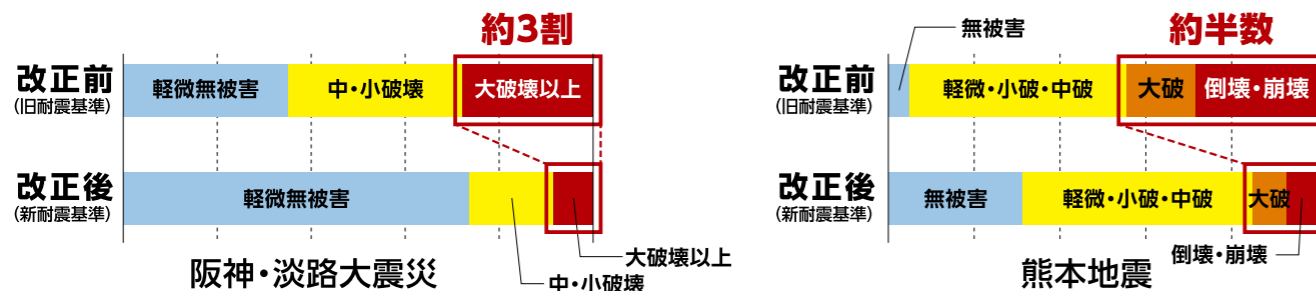 約3割
改正前
(旧耐震基準)
軽微無被害
中・小破壊
大破壊以上
改正後
(新耐震基準)
軽微無被害
大破壊以上
中・小破壊
阪神・淡路大震災
約半数
無被害
改正前
(旧耐震基準)
軽微・小破・中破
大破
倒壊・崩壊
改正後
(新耐震基準)
無被害
軽微・小破・中破
大破
倒壊・崩壊
熊本地震